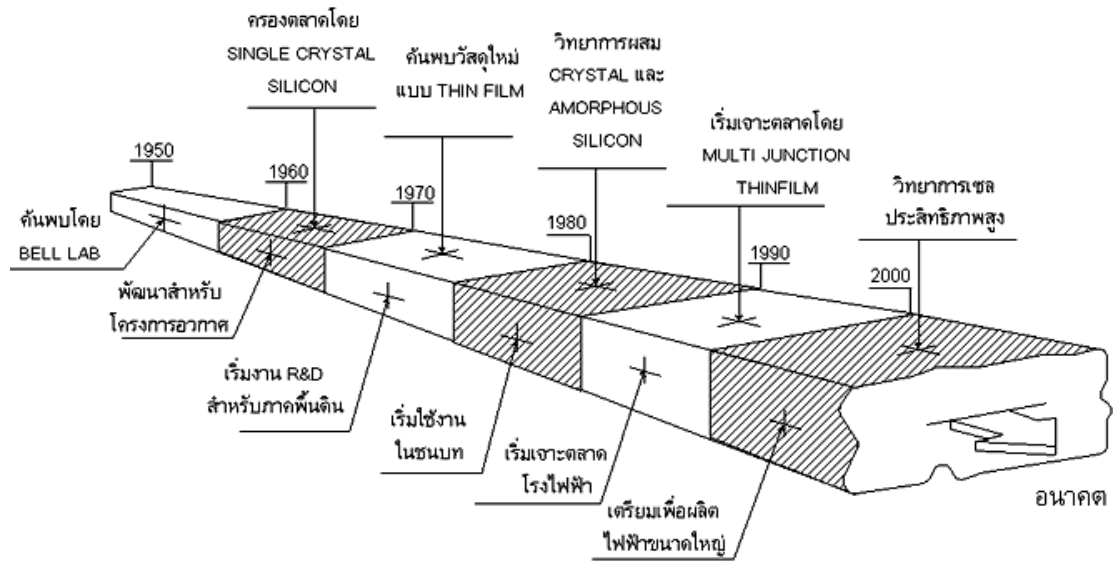 ครองตลาดโดย
SINGLE CRYSTAL
SILICON
ค้นพบวัสดุใหม่
แบบ THIN FILM
วิทยาการผสม
CRYSTAL และ
AMORPHOUS
SILICON
เริ่มเจาะตลาดโดย
MULTI JUNCTION
THINFILM
วิทยาการเซล
ประสิทธิภาพสูง
1950
1960
1970
1980
1990
2000
ค้นพบโดย
BELL LAB
พัฒนาสำหรับ
โครงการอวกาศ
เริ่มงาน R&D
สำหรับภาคพื้นดิน
เริ่มใช้งาน
ในชนบท
เริ่มเจาะตลาด
โรงไฟฟ้า
เตรียมเพื่อผลิต
ไฟฟ้าขนาดใหญ่
อนาคต